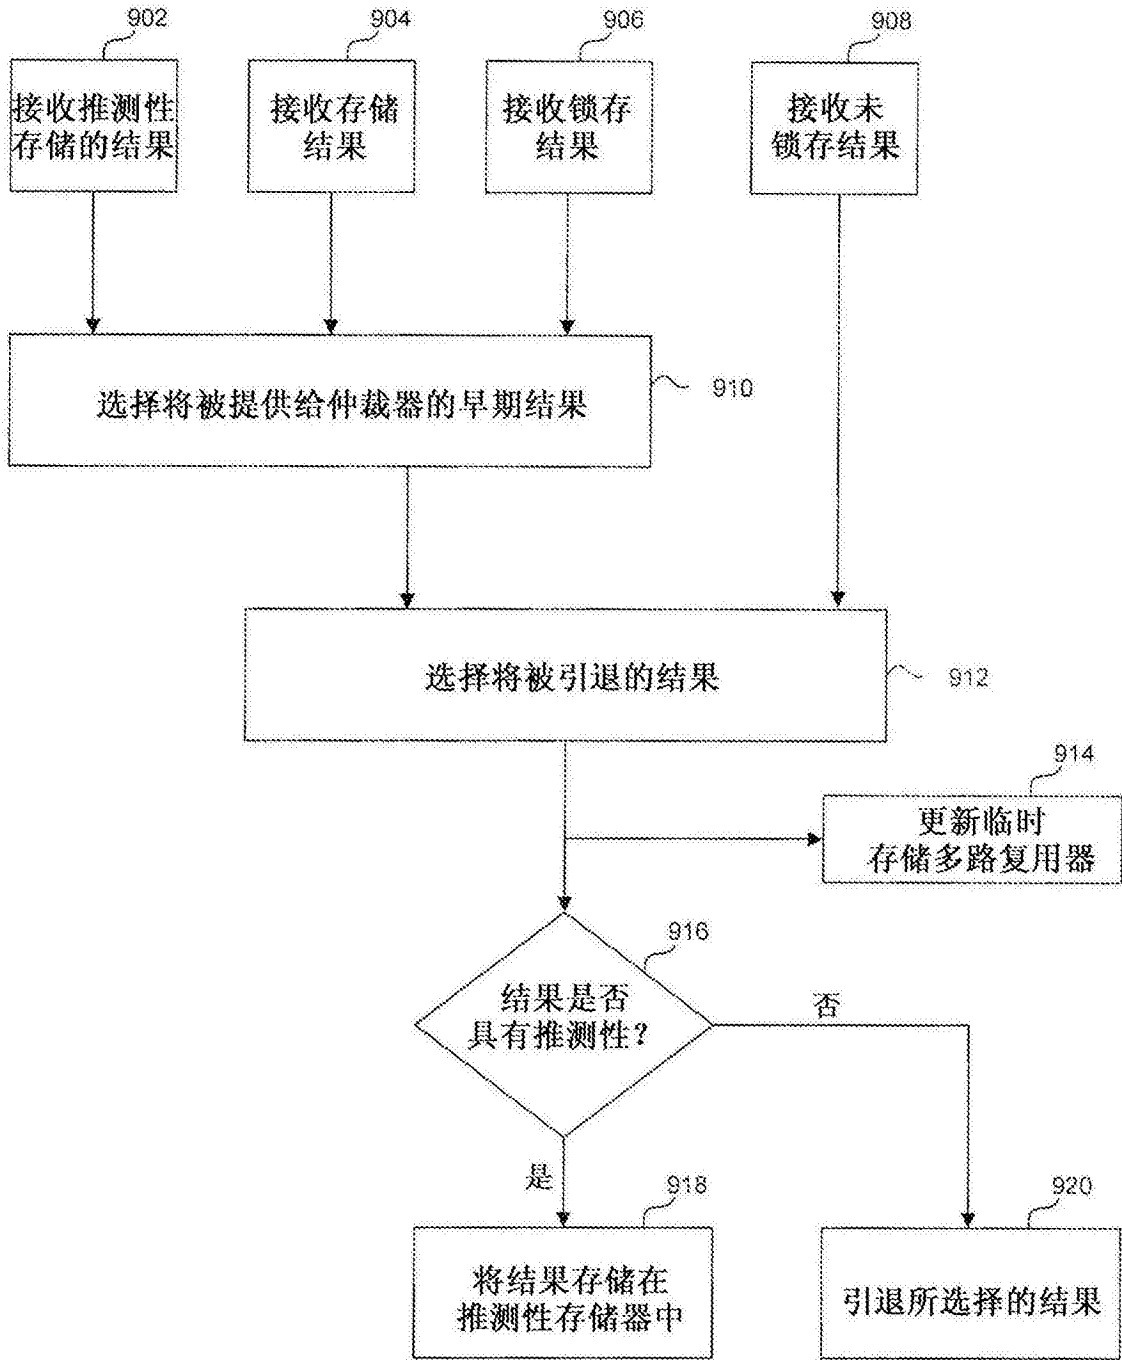 902
904
906
908
接收推测性
存储的结果
接收存储
结果
接收锁存
结果
接收未
锁存结果
选择将被提供给仲裁器的早期结果
910
选择将被引退的结果
912
914
更新临时
存储多路复用器
916
结果是否
具有推测性？
否
是
918
920
将结果存储在
推测性存储器中
引退所选择的结果